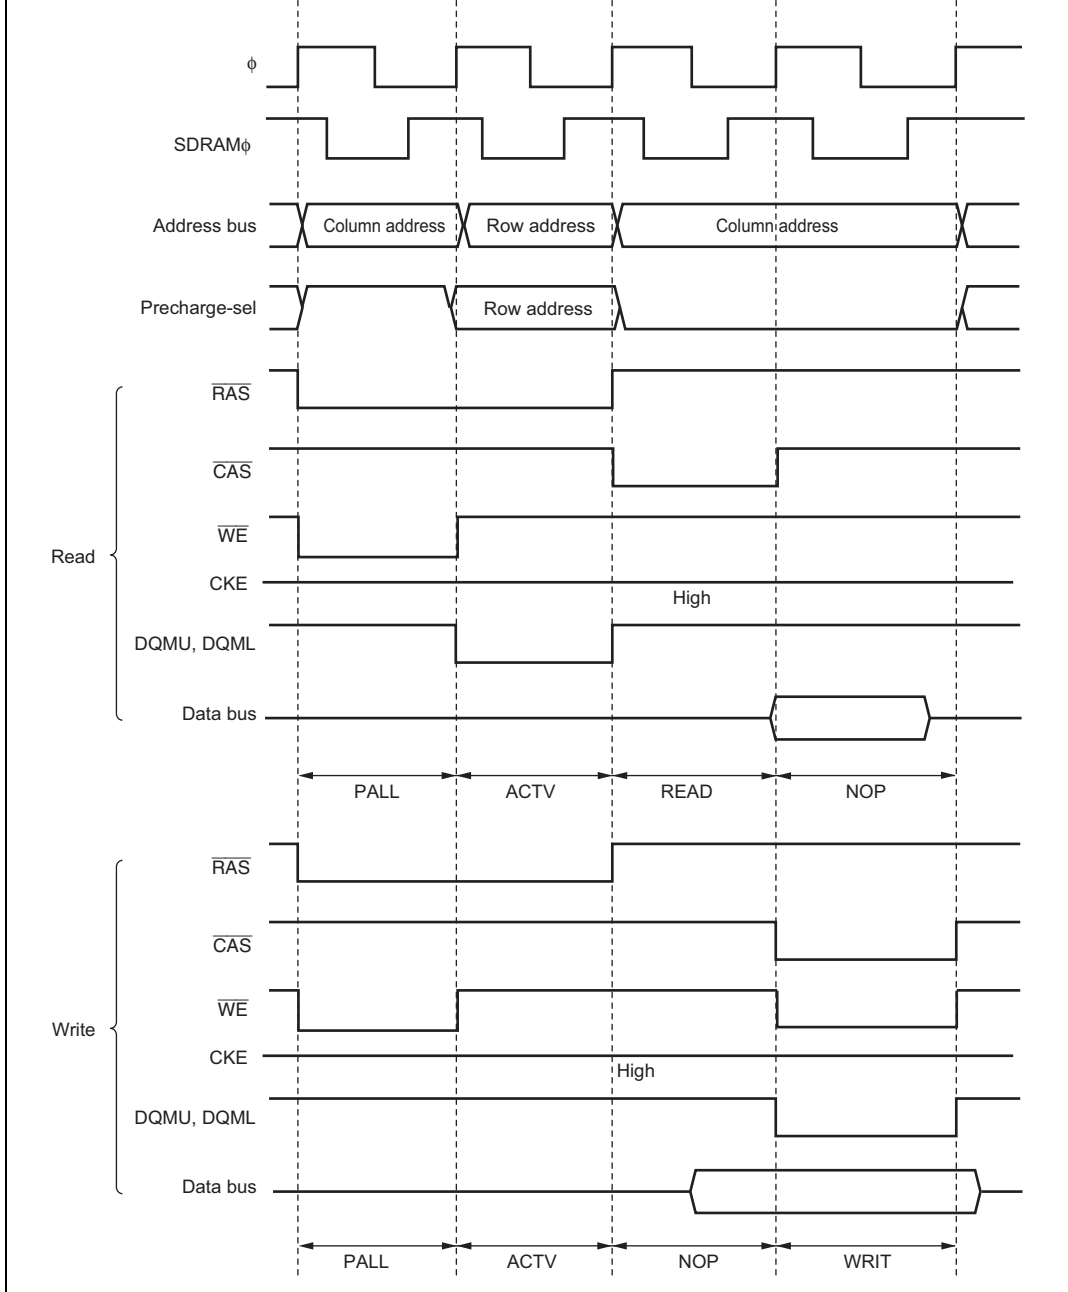 ϕ
SDRAMϕ
Address bus
Column address
Row address
Column address
Precharge-sel
Row address
RAS
CAS
WE
Read
CKE
High
DQMU, DQML
Data bus
PALL
ACTV
READ
NOP
RAS
CAS
WE
Write
CKE
High
DQMU, DQML
Data bus
PALL
ACTV
NOP
WRIT